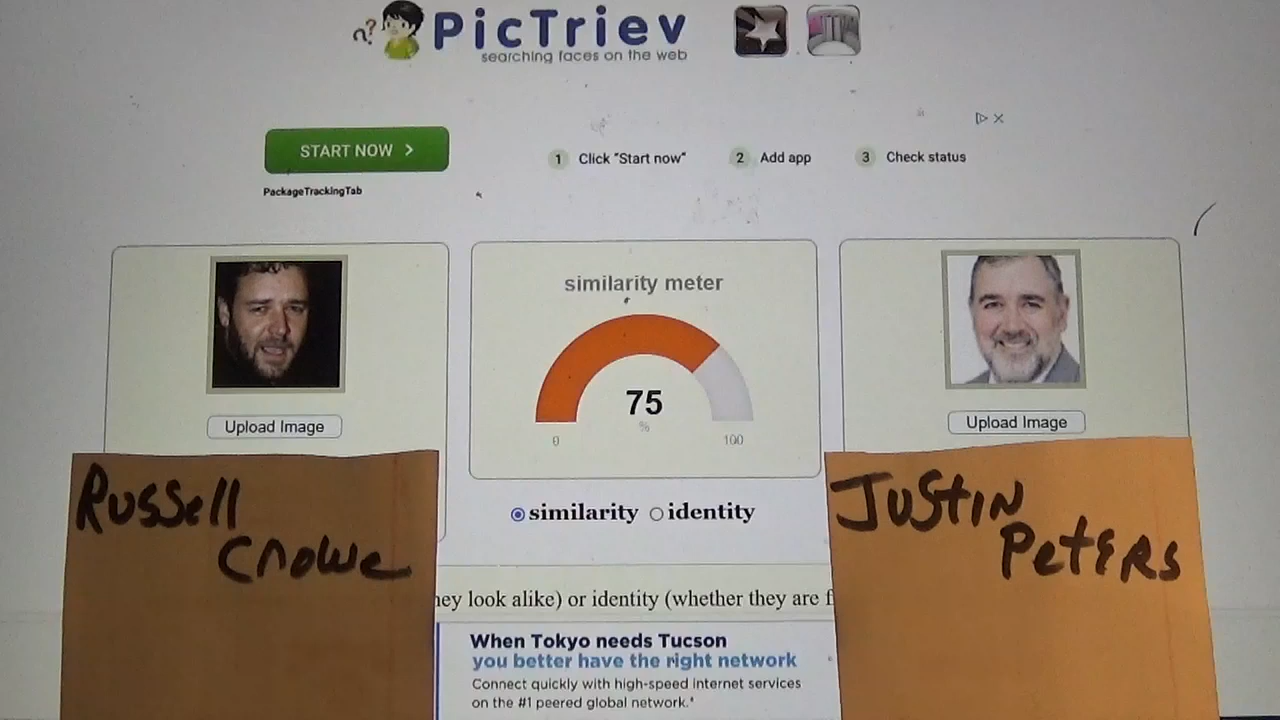 n?
PicTriev
searching faces on the web
START NOW >
1 Click "Start now"
2 Add app
3 Check status
PackageTrackingTab
similarity meter
75
%
0
100
Upload Image
Upload Image
similarity identity
Russell
Crowe
Justin
Peters
hey look alike) or identity (whether they are f
When Tokyo needs Tucson
you better have the right network
Connect quickly with high-speed internet services
on the #1 peered global network.*